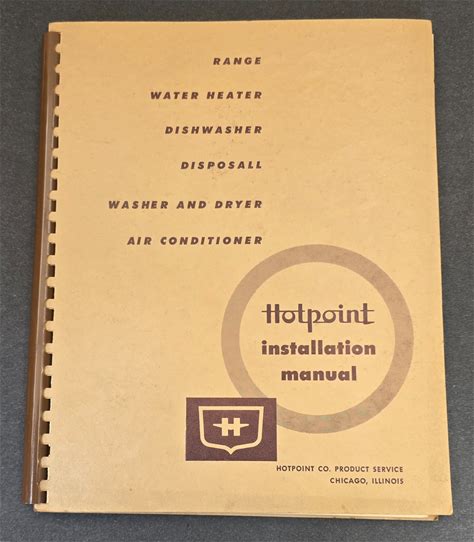 RANGE
WATER HEATER
DISHWASHER
DISPOSALL
WASHER AND DRYER
AIR CONDITIONER
Hotpoint
installation
manual
H
HOTPOINT CO. PRODUCT SERVICE
CHICAGO, ILLINOIS